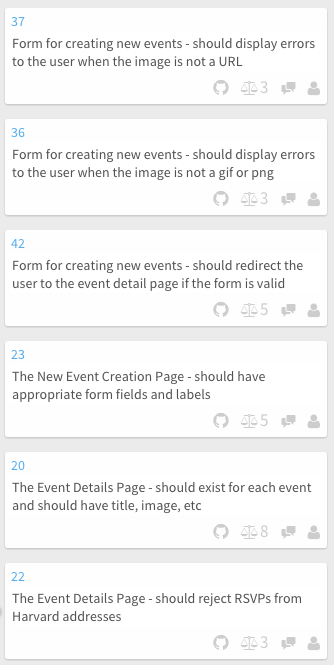 37
Form for creating new events - should display errors
to the user when the image is not a URL
3
36
Form for creating new events - should display errors
to the user when the image is not a gif or png
3
42
Form for creating new events - should redirect the
user to the event detail page if the form is valid
5
23
The New Event Creation Page - should have
appropriate form fields and labels
5
20
The Event Details Page - should exist for each event
and should have title, image, etc
8
22
The Event Details Page - should reject RSVPs from
Harvard addresses
3